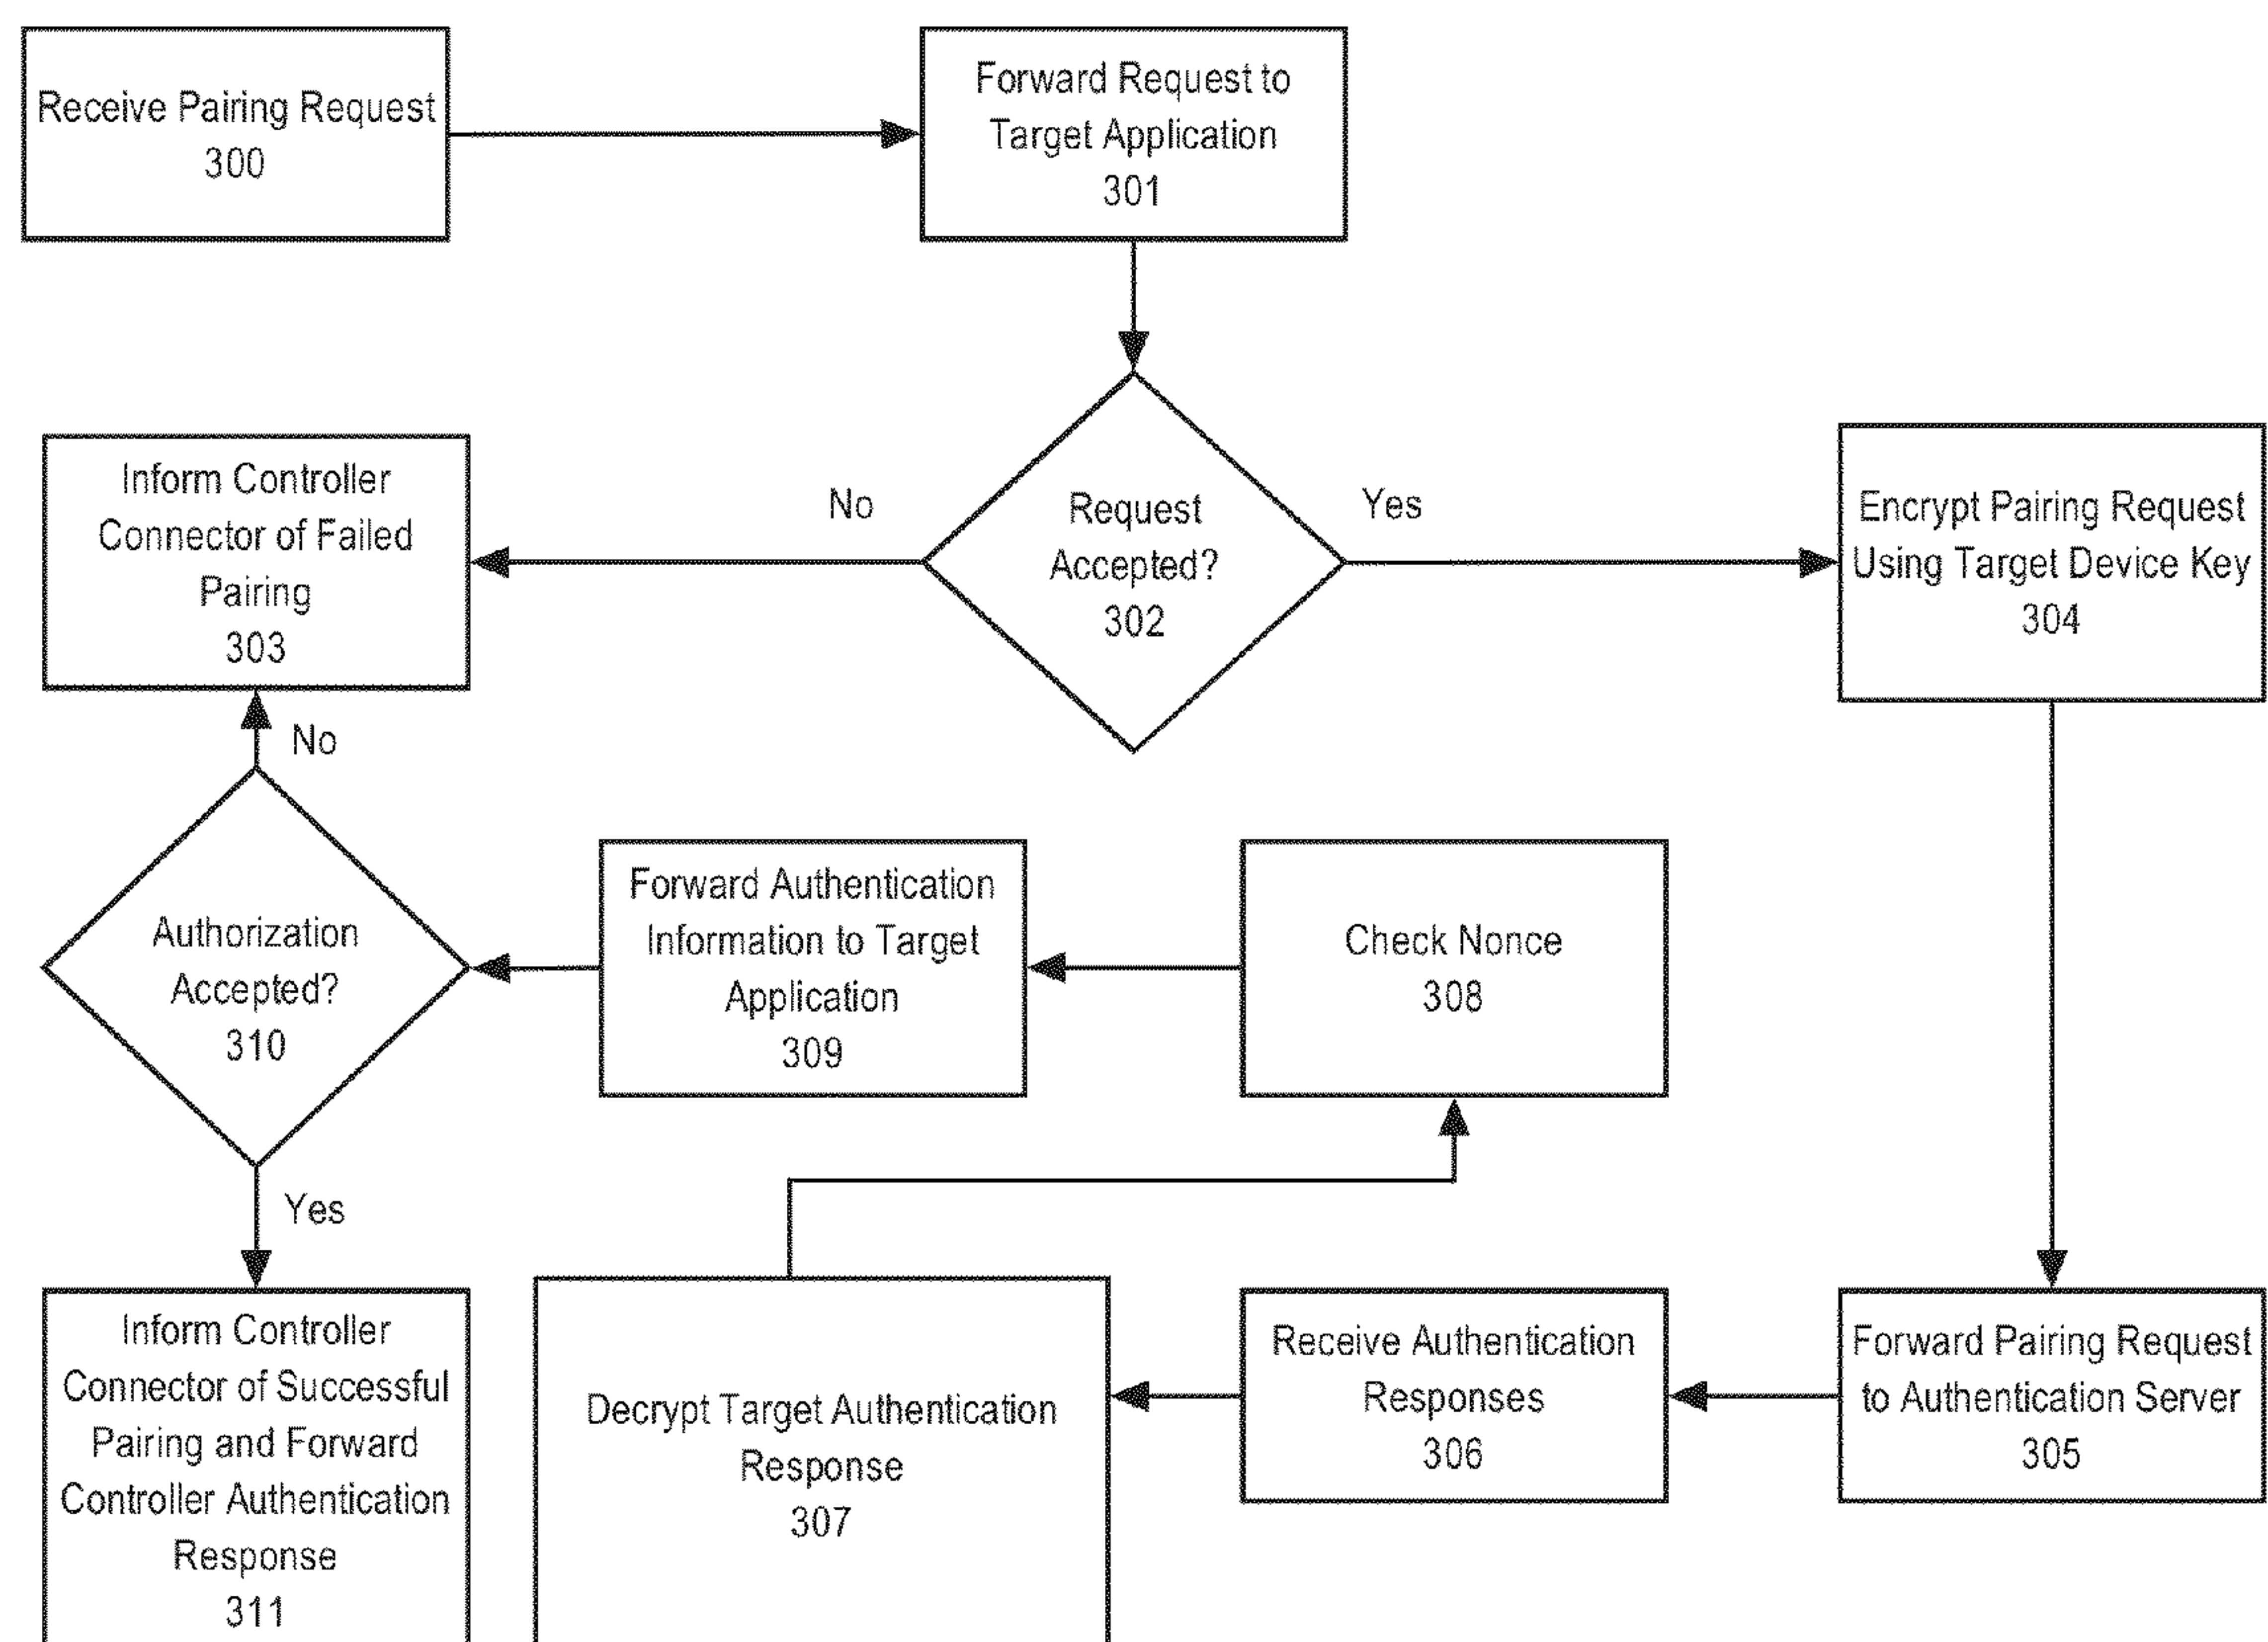 Receive Pairing Request
300
Forward Request to
Target Application
301
Inform Controller
Connector of Failed
Pairing
303
No
Request
Accepted?
302
Yes
Encrypt Pairing Request
Using Target Device Key
304
No
Authorization
Accepted?
310
Forward Authentication
Information to Target
Application
309
Check Nonce
308
Yes
Inform Controller
Connector of Successful
Pairing and Forward
Controller Authentication
Response
311
Decrypt Target Authentication
Response
307
Receive Authentication
Responses
306
Forward Pairing Request
to Authentication Server
305